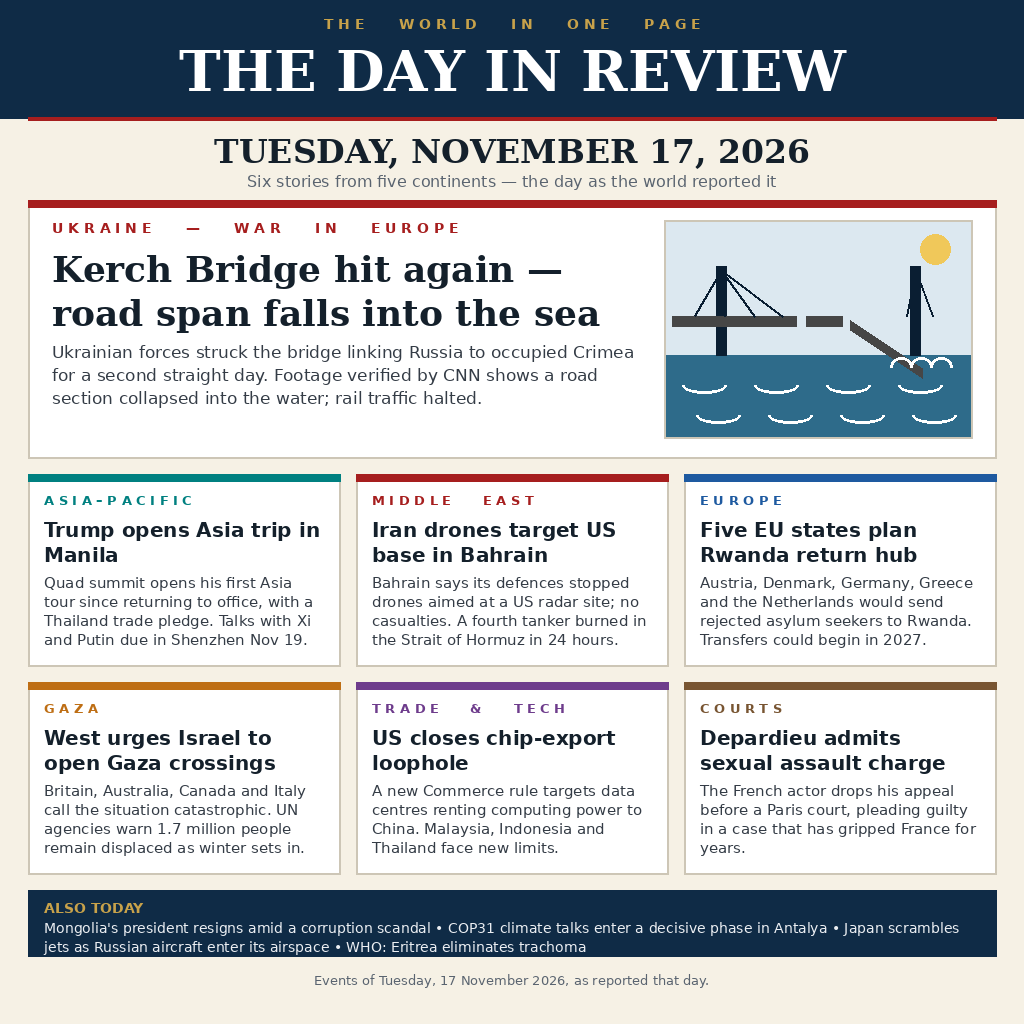 THE WORLD IN ONE PAGE
THE DAY IN REVIEW
TUESDAY, NOVEMBER 17, 2026
Six stories from five continents — the day as the world reported it
UKRAINE — WAR IN EUROPE
Kerch Bridge hit again —
road span falls into the sea
Ukrainian forces struck the bridge linking Russia to occupied Crimea
for a second straight day. Footage verified by CNN shows a road
section collapsed into the water; rail traffic halted.
ASIA–PACIFIC
Trump opens Asia trip in
Manila
Quad summit opens his first Asia
tour since returning to office, with a
Thailand trade pledge. Talks with Xi
and Putin due in Shenzhen Nov 19.
MIDDLE EAST
Iran drones target US
base in Bahrain
Bahrain says its defences stopped
drones aimed at a US radar site; no
casualties. A fourth tanker burned in
the Strait of Hormuz in 24 hours.
EUROPE
Five EU states plan
Rwanda return hub
Austria, Denmark, Germany, Greece
and the Netherlands would send
rejected asylum seekers to Rwanda.
Transfers could begin in 2027.
GAZA
West urges Israel to
open Gaza crossings
Britain, Australia, Canada and Italy
call the situation catastrophic. UN
agencies warn 1.7 million people
remain displaced as winter sets in.
TRADE & TECH
US closes chip-export
loophole
A new Commerce rule targets data
centres renting computing power to
China. Malaysia, Indonesia and
Thailand face new limits.
COURTS
Depardieu admits
sexual assault charge
The French actor drops his appeal
before a Paris court, pleading guilty
in a case that has gripped France for
years.
ALSO TODAY
Mongolia's president resigns amid a corruption scandal • COP31 climate talks enter a decisive phase in Antalya • Japan scrambles
jets as Russian aircraft enter its airspace • WHO: Eritrea eliminates trachoma
Events of Tuesday, 17 November 2026, as reported that day.